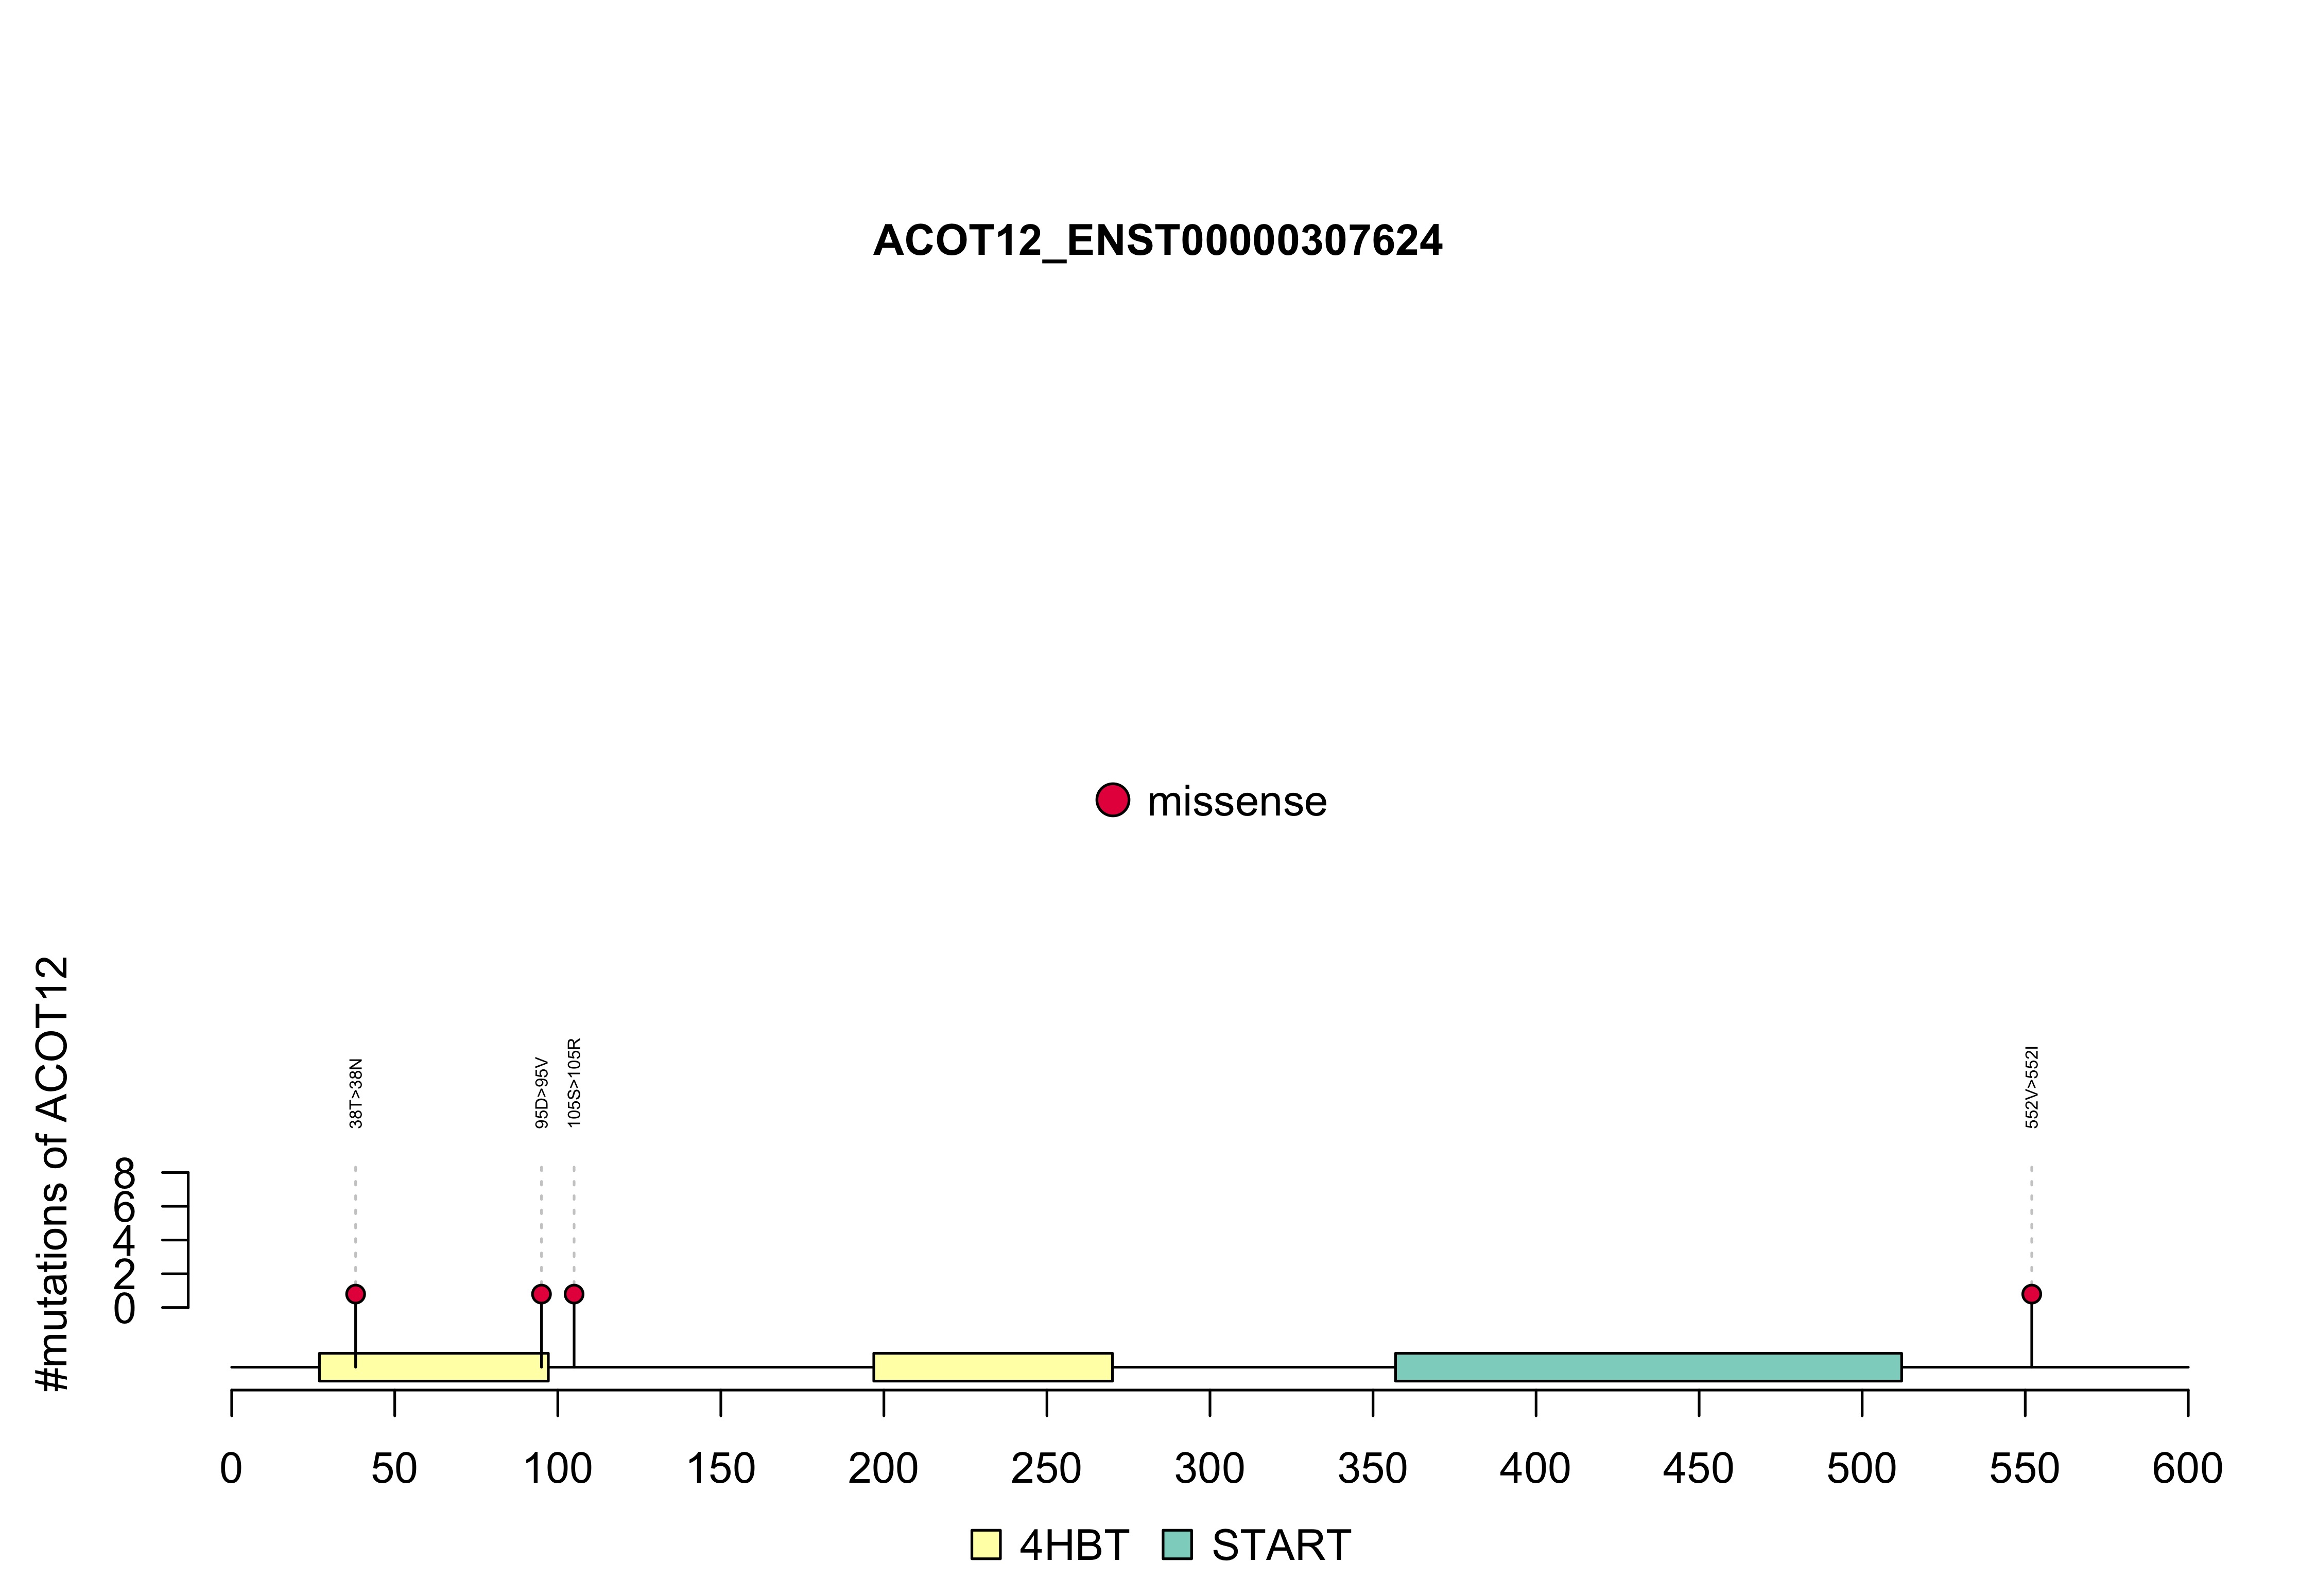 ACOT12_ENST00000307624
missense
#mutations of ACOT12
38T>38N
95D>95V
105S>105R
552V>552I
8
6
4
2
0
0 50 100 150 200 250 300 350 400 450 500 550 600
4HBT START